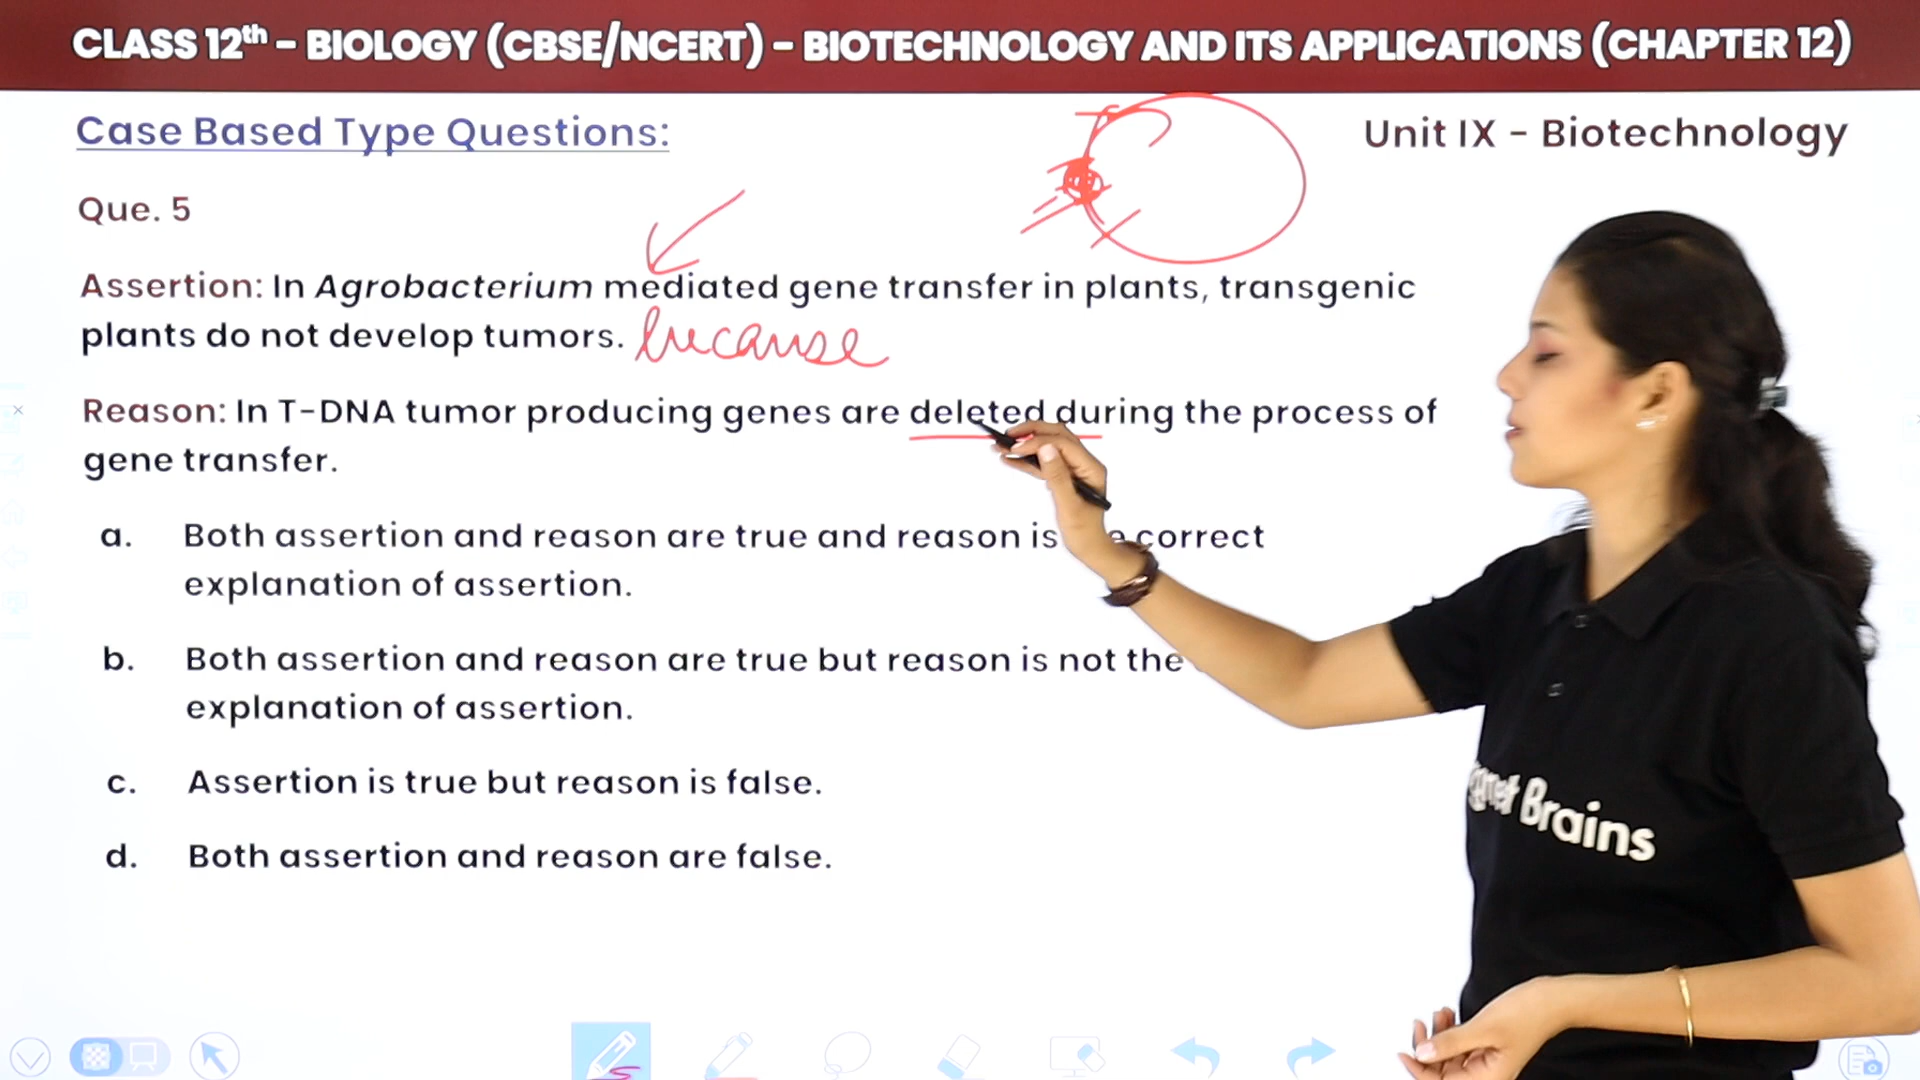 CLASS 12th – BIOLOGY (CBSE/NCERT) – BIOTECHNOLOGY AND ITS APPLICATIONS (CHAPTER 12)
Case Based Type Questions:
Unit IX – Biotechnology
Que. 5
Assertion: In Agrobacterium mediated gene transfer in plants, transgenic
plants do not develop tumors. because
Reason: In T-DNA tumor producing genes are deleted during the process of
gene transfer.
a. Both assertion and reason are true and reason is correct
explanation of assertion.
b. Both assertion and reason are true but reason is not the
explanation of assertion.
c. Assertion is true but reason is false.
d. Both assertion and reason are false.
Brains